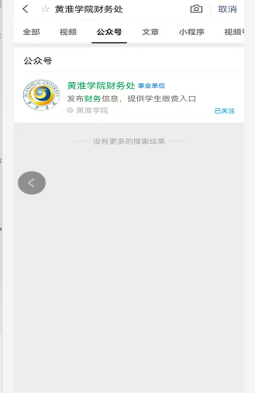 黄淮学院财务处 取消
全部 视频 公众号 文章 小程序 视频号
公众号
黄淮学院财务处 事业单位
发布财务信息，提供学生缴费入口
黄淮学院 已关注
没有更多的搜索结果